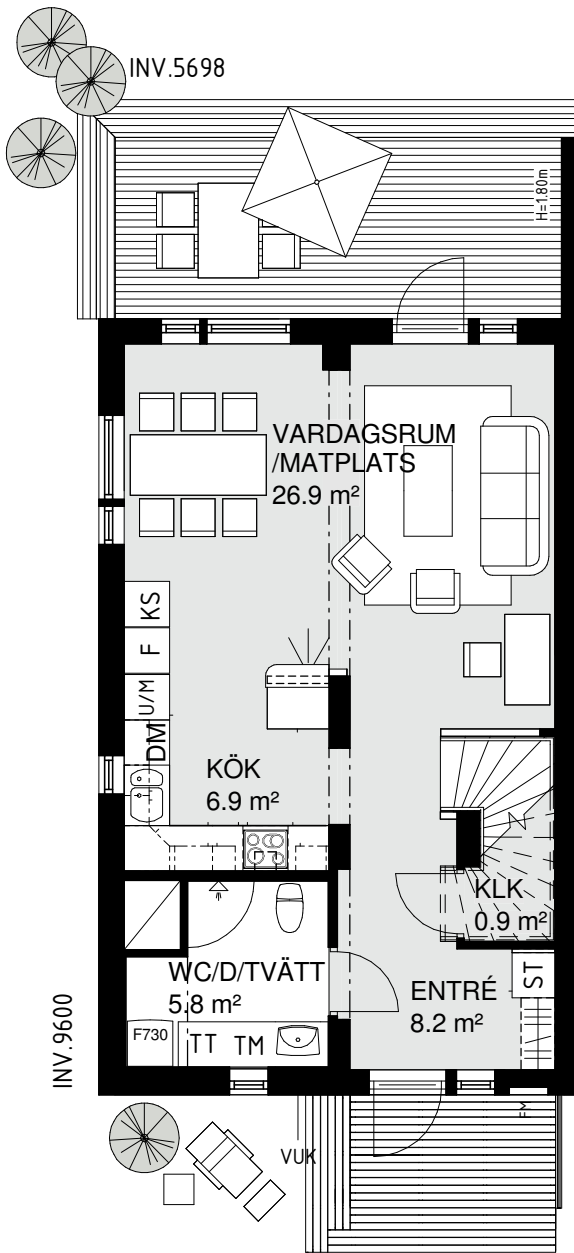 INV.5698
H=1.80m
VARDAGSRUM
/MATPLATS
26.9 m²
KS
F
U/M
DM
KÖK
6.9 m²
KLK
0.9 m²
WC/D/TVÄTT
5.8 m²
ENTRÉ
8.2 m²
ST
F730
TT TM
INV.9600
FM
VUK